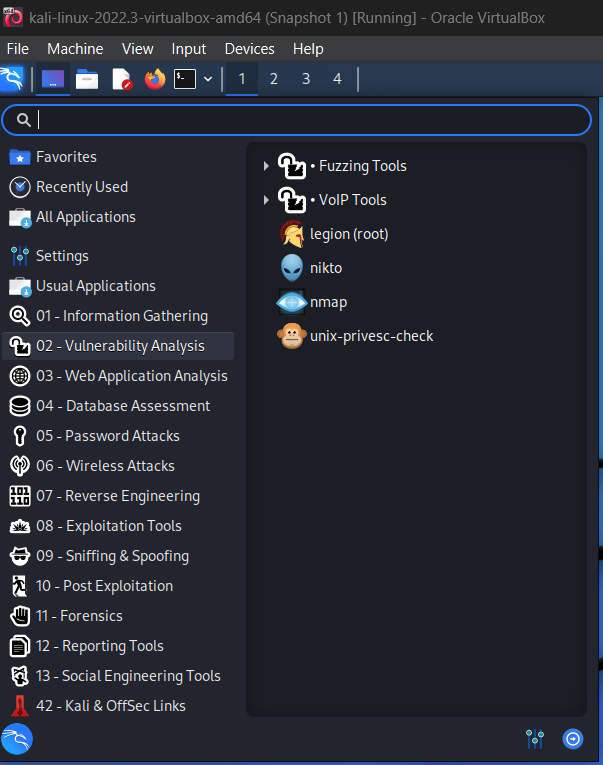 kali-linux-2022.3-virtualbox-amd64 (Snapshot 1) [Running] - Oracle VirtualBox
File Machine View Input Devices Help
1 2 3 4
Favorites
Recently Used
All Applications
Settings
Usual Applications
01 - Information Gathering
02 - Vulnerability Analysis
03 - Web Application Analysis
04 - Database Assessment
05 - Password Attacks
06 - Wireless Attacks
07 - Reverse Engineering
08 - Exploitation Tools
09 - Sniffing & Spoofing
10 - Post Exploitation
11 - Forensics
12 - Reporting Tools
13 - Social Engineering Tools
42 - Kali & OffSec Links
• Fuzzing Tools
• VoIP Tools
legion (root)
nikto
nmap
unix-privesc-check